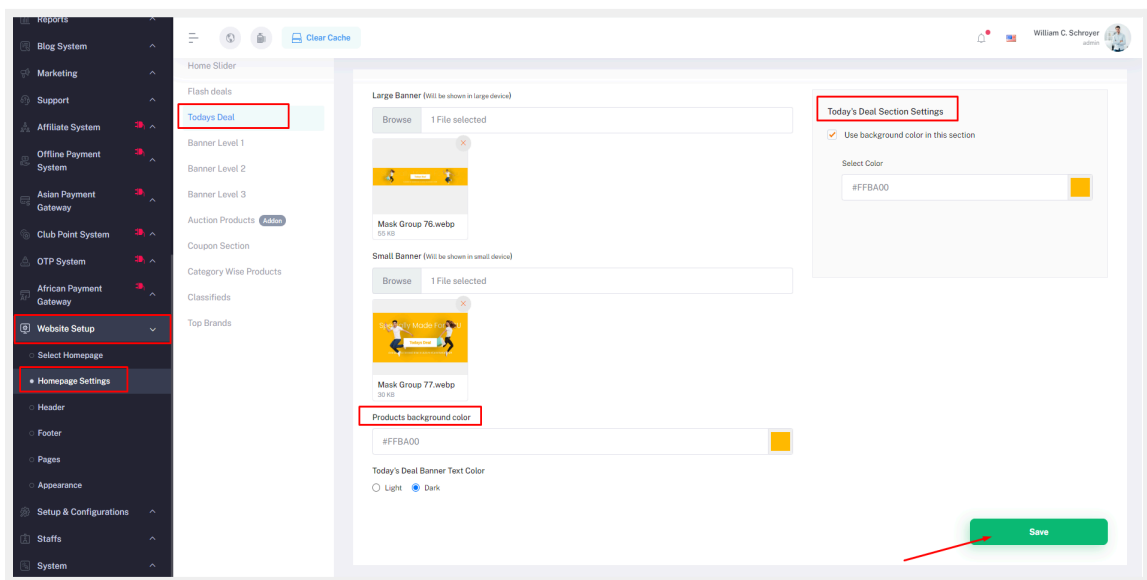 Reports
Blog System
Marketing
Support
Affiliate System
Offline Payment
System
Asian Payment
Gateway
Club Point System
OTP System
African Payment
Gateway
Website Setup
Select Homepage
Homepage Settings
Header
Footer
Pages
Appearance
Setup & Configurations
Staffs
System
Clear Cache
William C. Schroyer
admin
Home Slider
Flash deals
Todays Deal
Banner Level 1
Banner Level 2
Banner Level 3
Auction Products Addon
Coupon Section
Category Wise Products
Classifieds
Top Brands
Large Banner (Will be shown in large device)
Browse 1 File selected
Mask Group 76.webp
55 KB
Small Banner (Will be shown in small device)
Browse 1 File selected
Todays Deal
Mask Group 77.webp
30 KB
Products background color
#FFBA00
Today's Deal Banner Text Color
Light Dark
Today's Deal Section Settings
Use background color in this section
Select Color
#FFBA00
Save